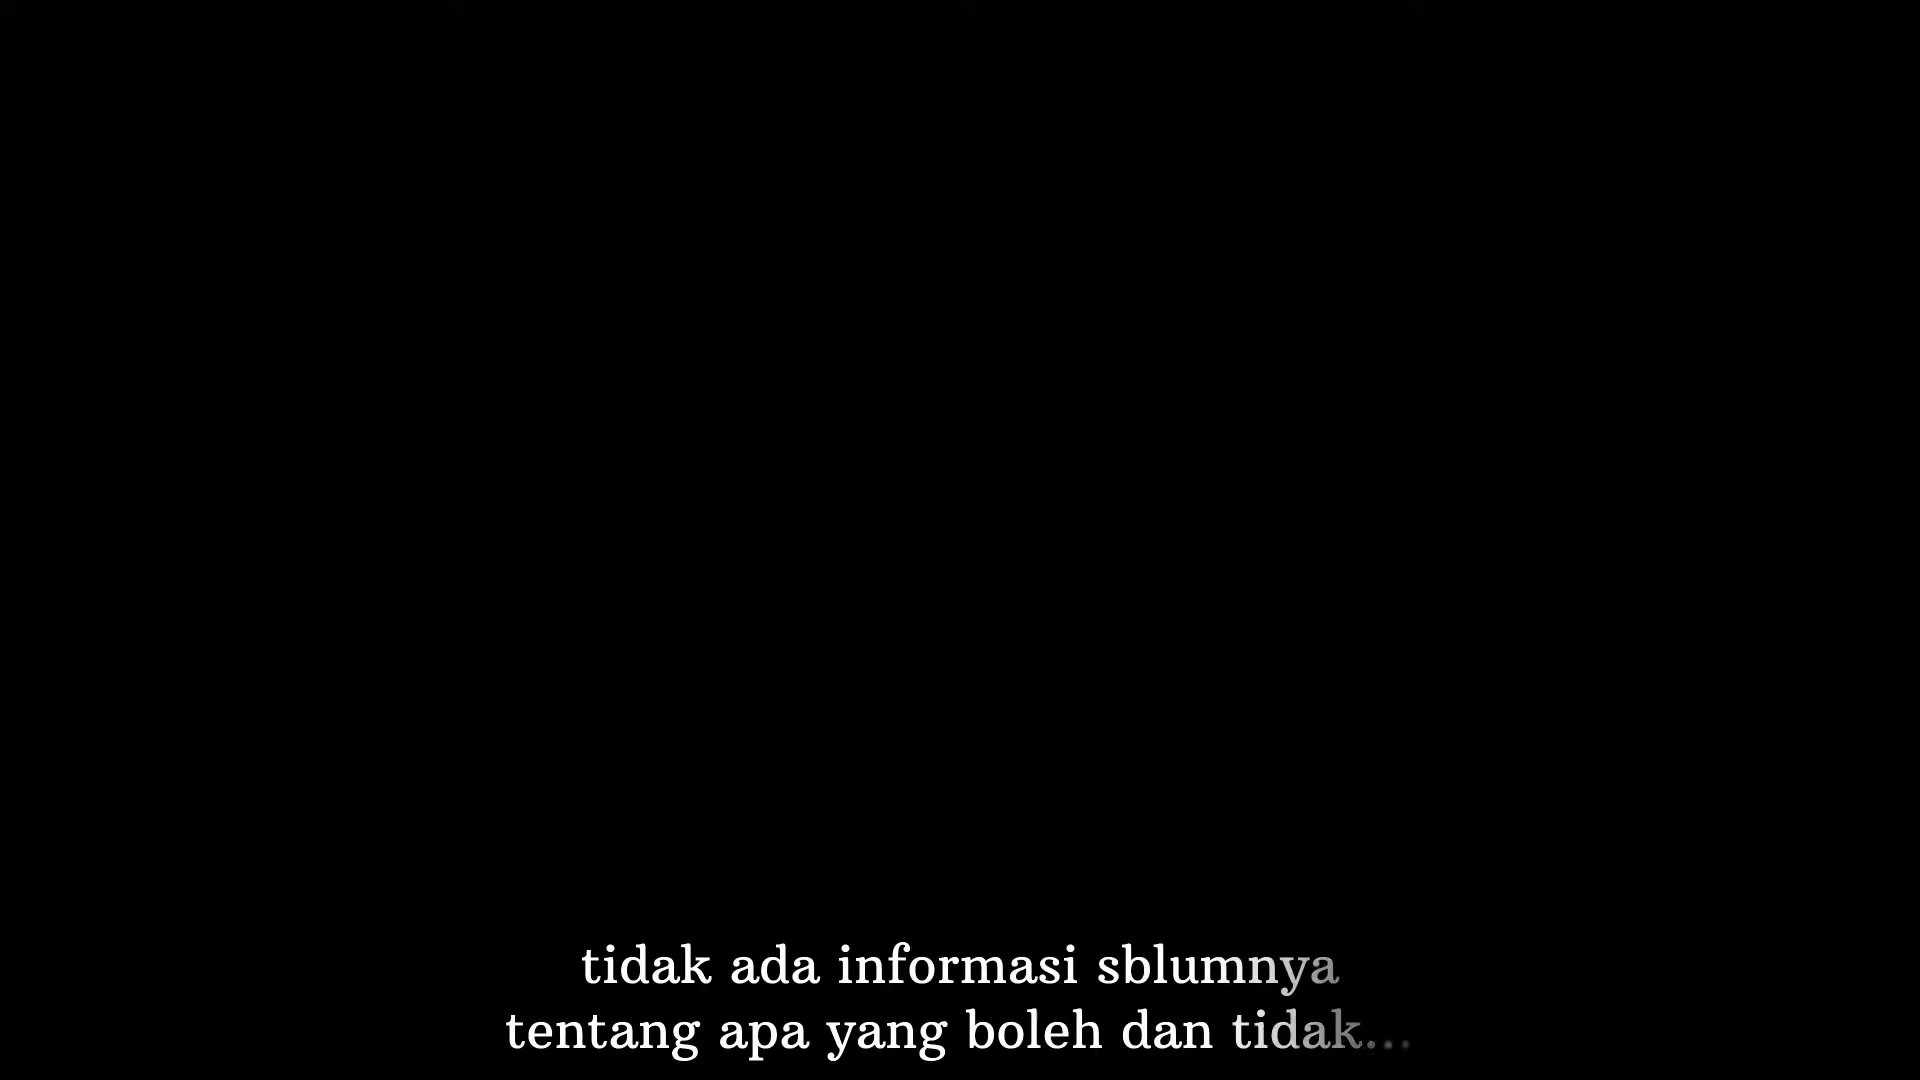 tidak ada informasi sblumnya
tentang apa yang boleh dan tidak...